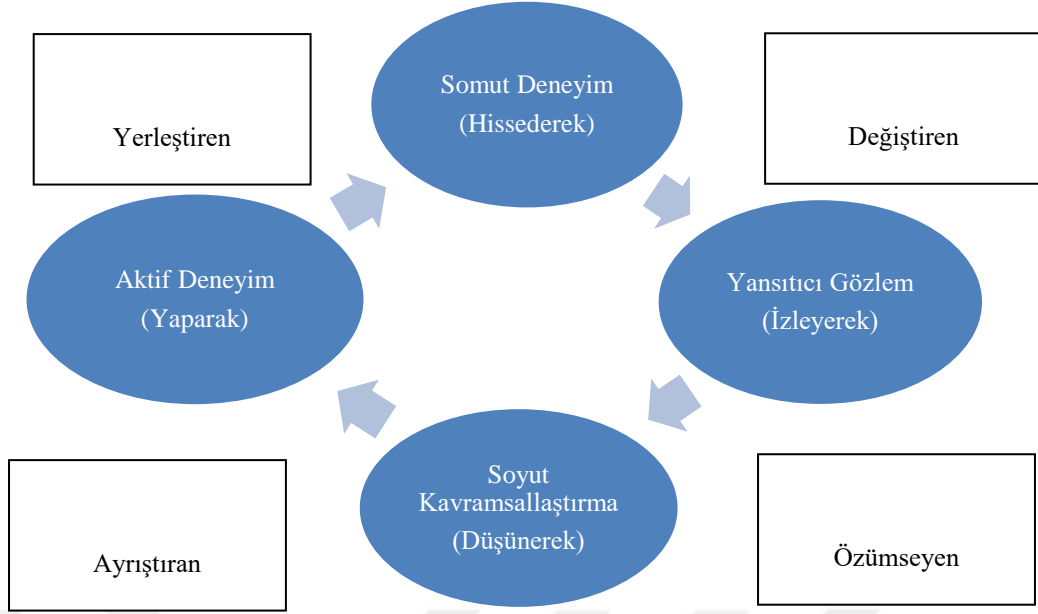 Somut Deneyim
(Hissederek)
Yerleştiren
Değiştiren
Aktif Deneyim
(Yaparak)
Yansıtıcı Gözlem
(İzleyerek)
Soyut
Kavramsallaştırma
(Düşünerek)
Ayrıştıran
Özümseyen